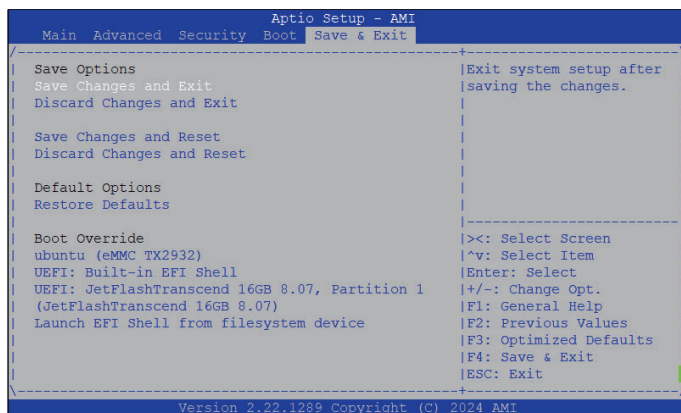 Aptio Setup - AMI
Main Advanced Security Boot Save & Exit
Save Options
Save Changes and Exit
Discard Changes and Exit
Save Changes and Reset
Discard Changes and Reset
Default Options
Restore Defaults
Boot Override
ubuntu (eMMC TX2932)
UEFI: Built-in EFI Shell
UEFI: JetFlashTranscend 16GB 8.07, Partition 1
(JetFlashTranscend 16GB 8.07)
Launch EFI Shell from filesystem device
Exit system setup after
saving the changes.
><: Select Screen
^v: Select Item
Enter: Select
+/-: Change Opt.
F1: General Help
F2: Previous Values
F3: Optimized Defaults
F4: Save & Exit
ESC: Exit
Version 2.22.1289 Copyright (C) 2024 AMI